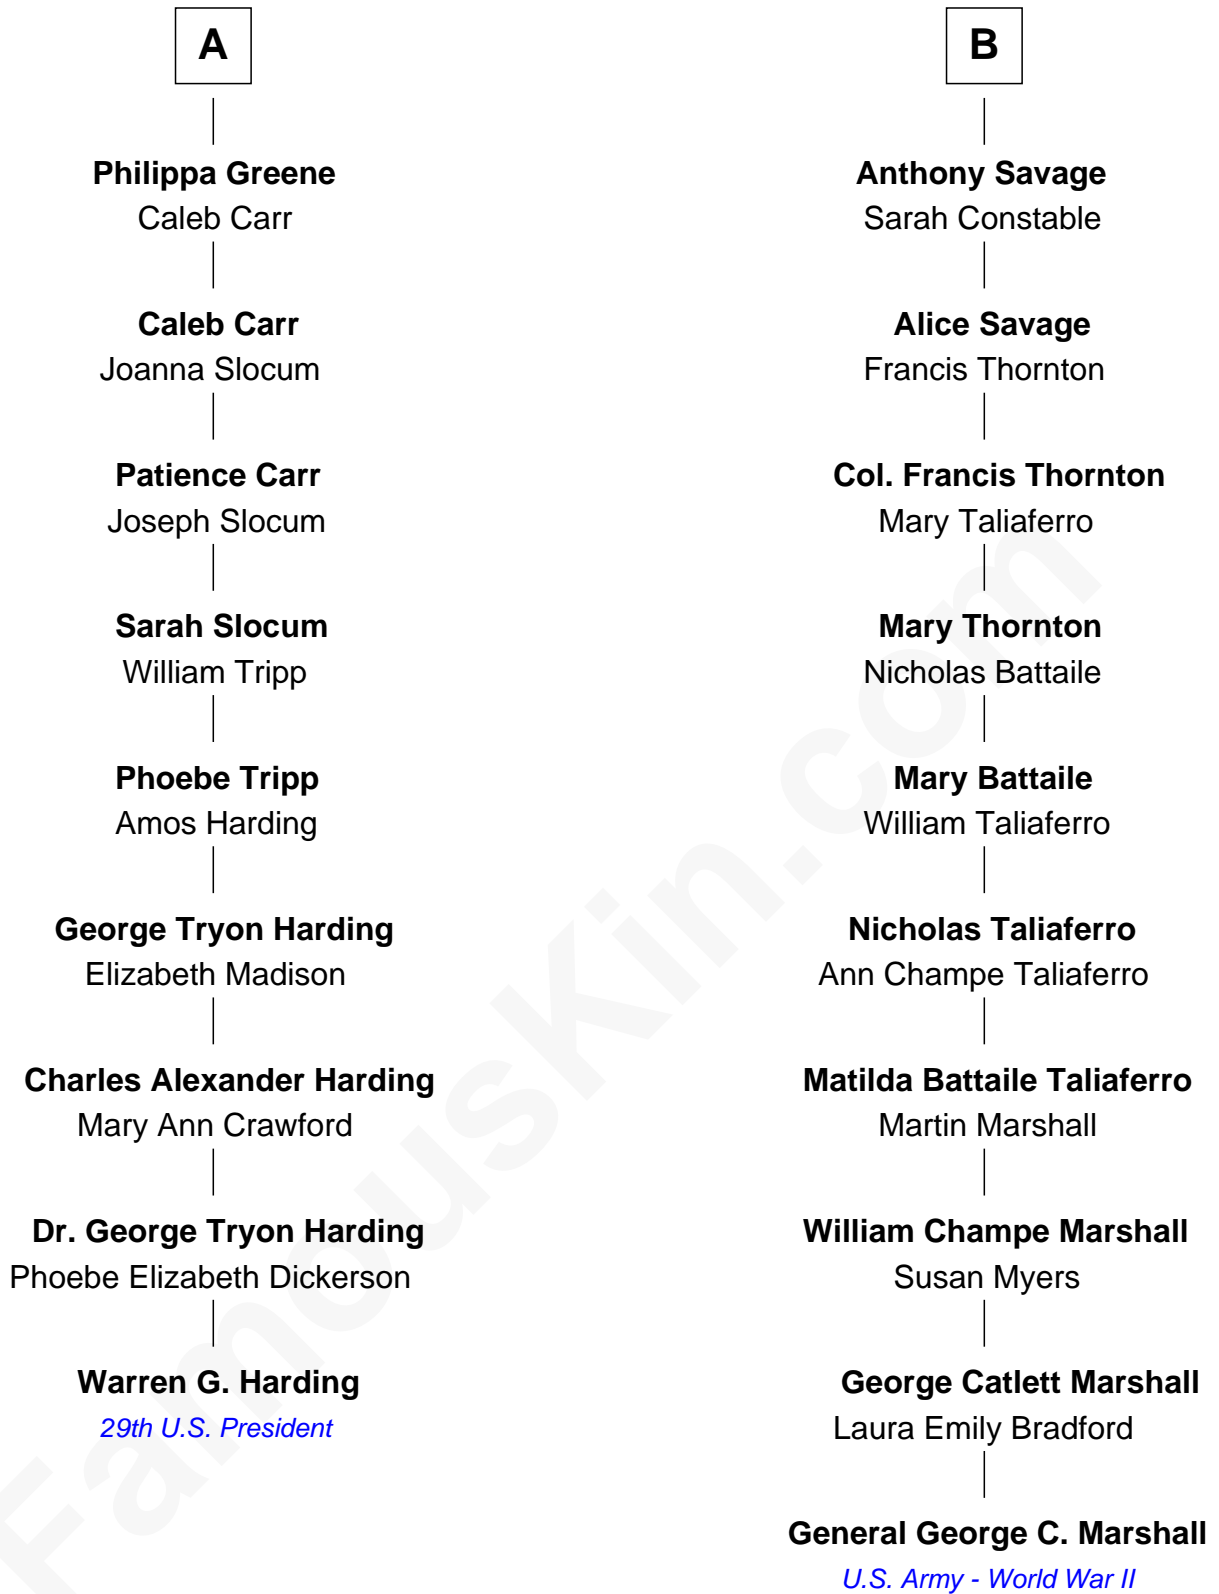 A
Philippa Greene
Caleb Carr
Caleb Carr
Joanna Slocum
Patience Carr
Joseph Slocum
Sarah Slocum
William Tripp
Phoebe Tripp
Amos Harding
George Tryon Harding
Elizabeth Madison
Charles Alexander Harding
Mary Ann Crawford
Dr. George Tryon Harding
Phoebe Elizabeth Dickerson
Warren G. Harding
29th U.S. President
B
Anthony Savage
Sarah Constable
Alice Savage
Francis Thornton
Col. Francis Thornton
Mary Taliaferro
Mary Thornton
Nicholas Battaile
Mary Battaile
William Taliaferro
Nicholas Taliaferro
Ann Champe Taliaferro
Matilda Battaile Taliaferro
Martin Marshall
William Champe Marshall
Susan Myers
George Catlett Marshall
Laura Emily Bradford
General George C. Marshall
U.S. Army - World War II
FamousKin.com